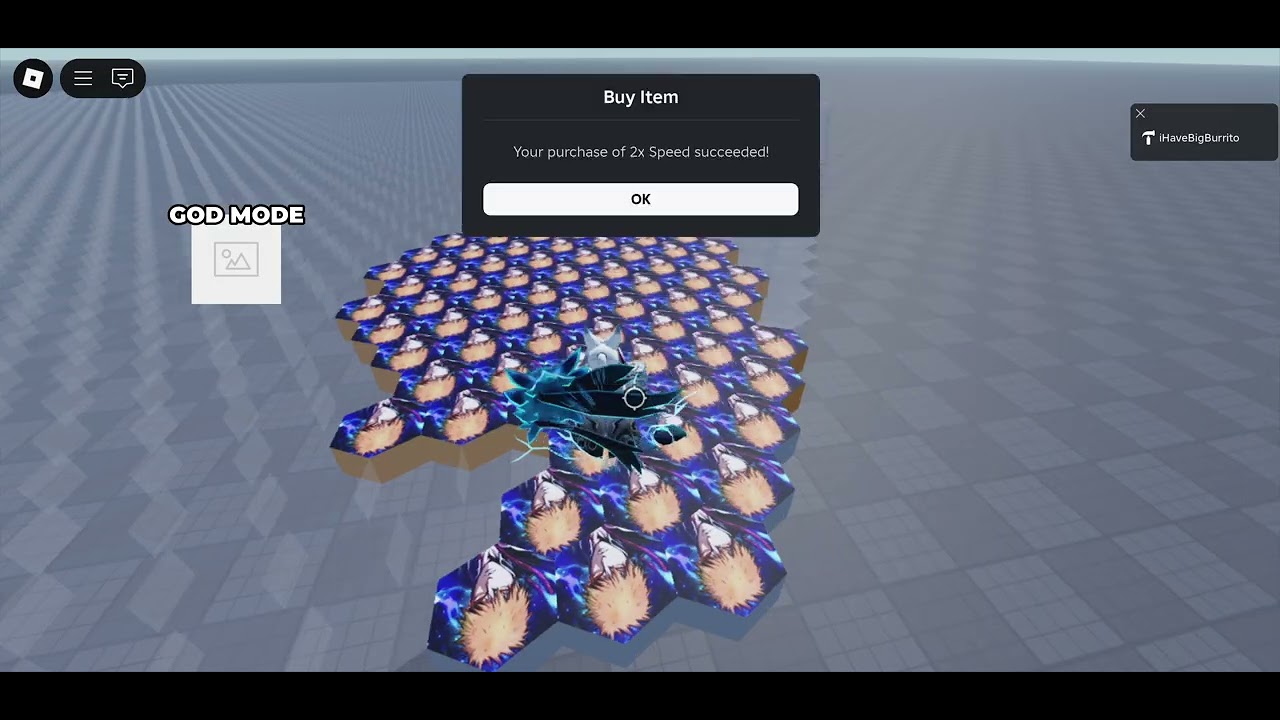 Buy Item
Your purchase of 2x Speed succeeded!
OK
iHaveBigBurrito
GOD MODE